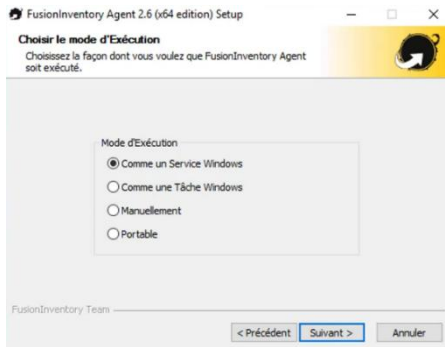 FusionInventory Agent 2.6 (x64 edition) Setup
Choisir le mode d'Exécution
Choisissez la façon dont vous voulez que FusionInventory Agent
soit exécuté.
Mode d'Exécution
Comme un Service Windows
Comme une Tâche Windows
Manuellement
Portable
FusionInventory Team
< Précédent Suivant > Annuler